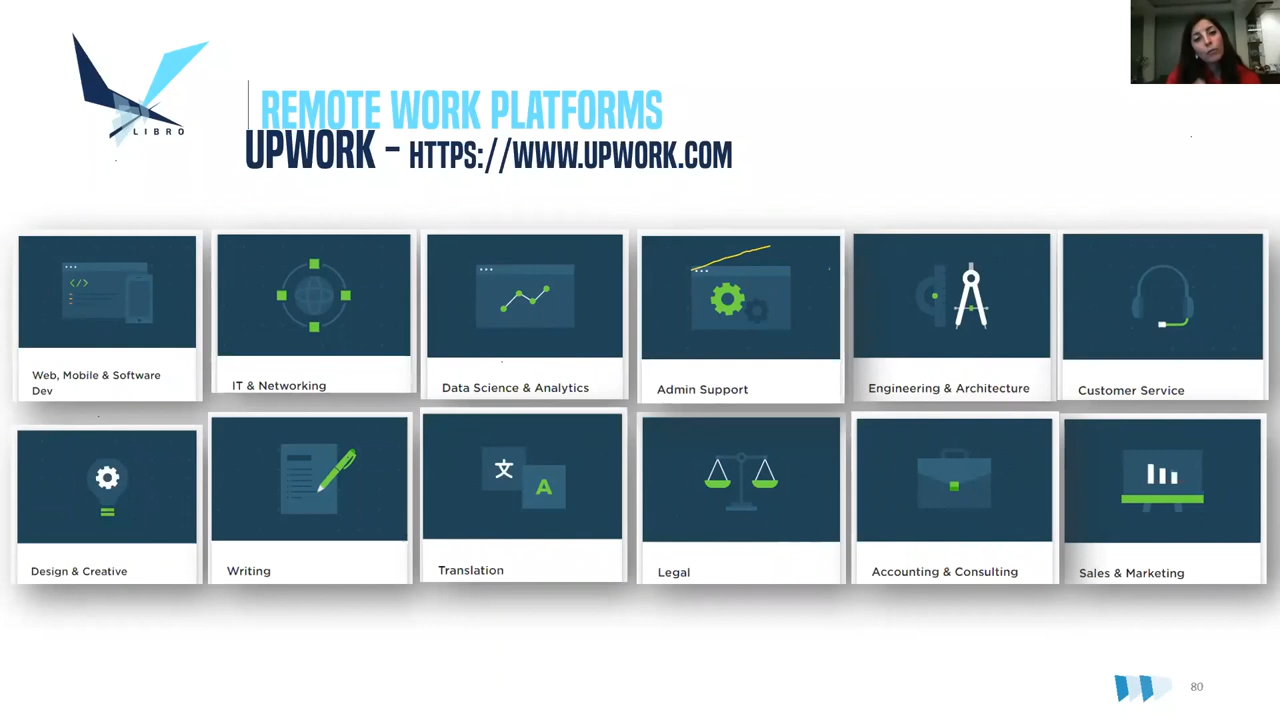 LIBRO
REMOTE WORK PLATFORMS
UPWORK – HTTPS://WWW.UPWORK.COM
</>
Web, Mobile & Software
Dev
IT & Networking
Data Science & Analytics
Admin Support
Engineering & Architecture
Customer Service
文
A
Design & Creative
Writing
Translation
Legal
Accounting & Consulting
Sales & Marketing
80